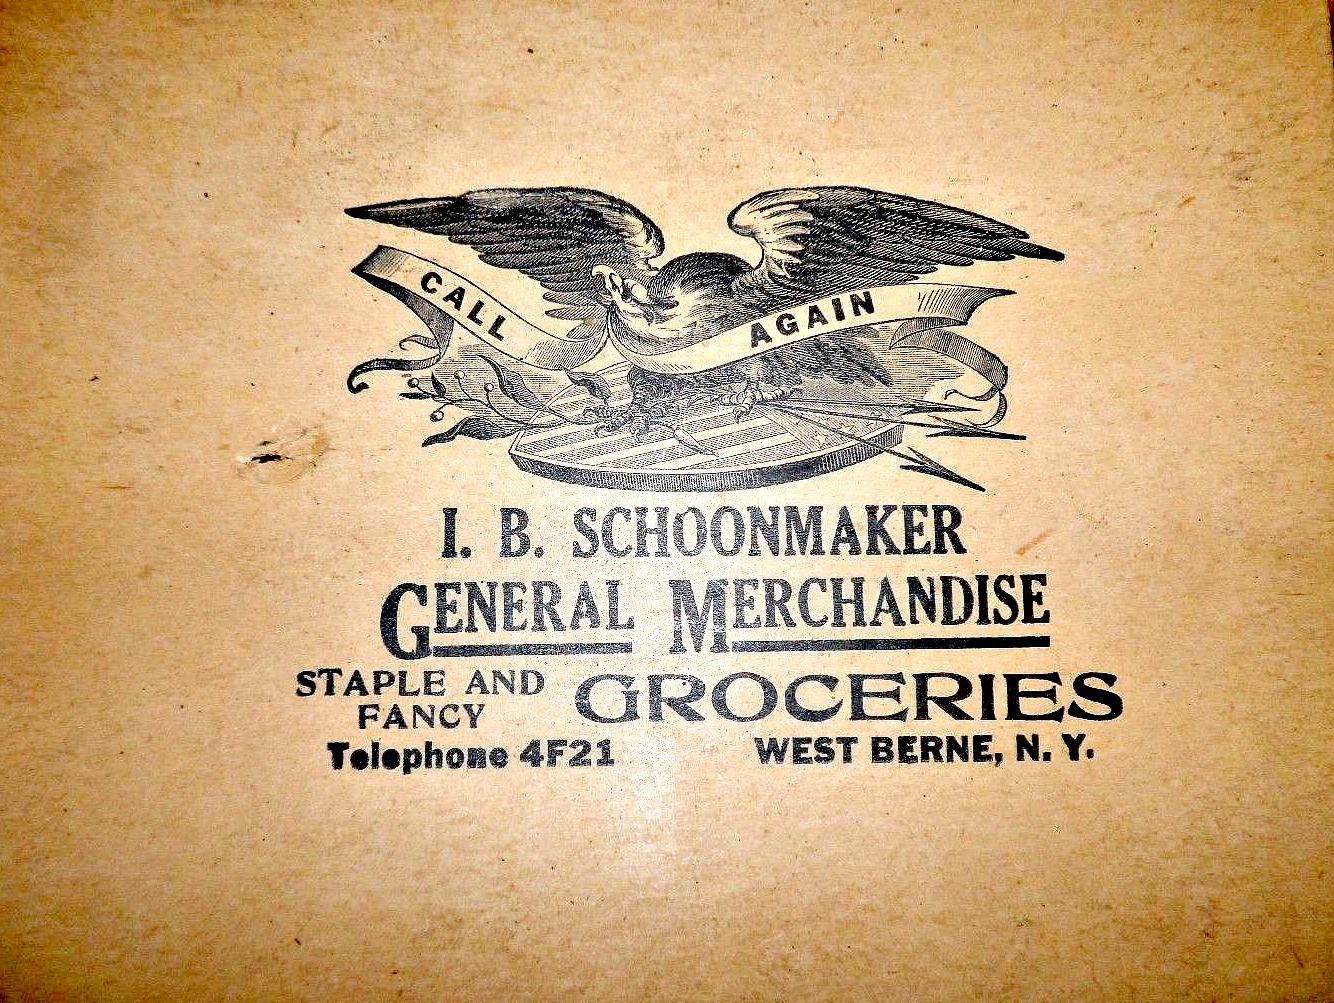 CALL AGAIN
I. B. SCHOONMAKER
GENERAL MERCHANDISE
STAPLE AND FANCY GROCERIES
Telephone 4F21 WEST BERNE, N. Y.